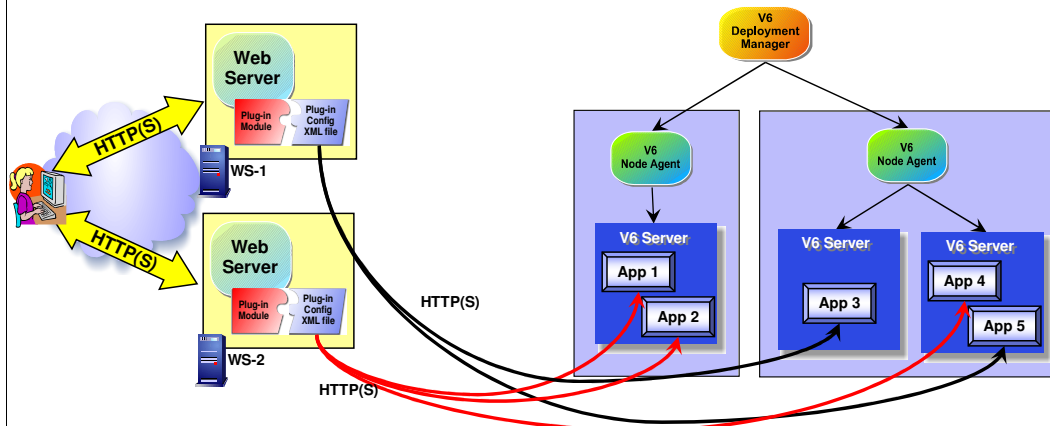 V6
Deployment
Manager
Web
Server
Plug-in
Module
Plug-in
Config
XML file
HTTP(S)
WS-1
V6
Node Agent
V6
Node Agent
HTTP(S)
Web
Server
Plug-in
Module
Plug-in
Config
XML file
WS-2
V6 Server
App 1
App 2
V6 Server
App 3
V6 Server
App 4
App 5
HTTP(S)
HTTP(S)